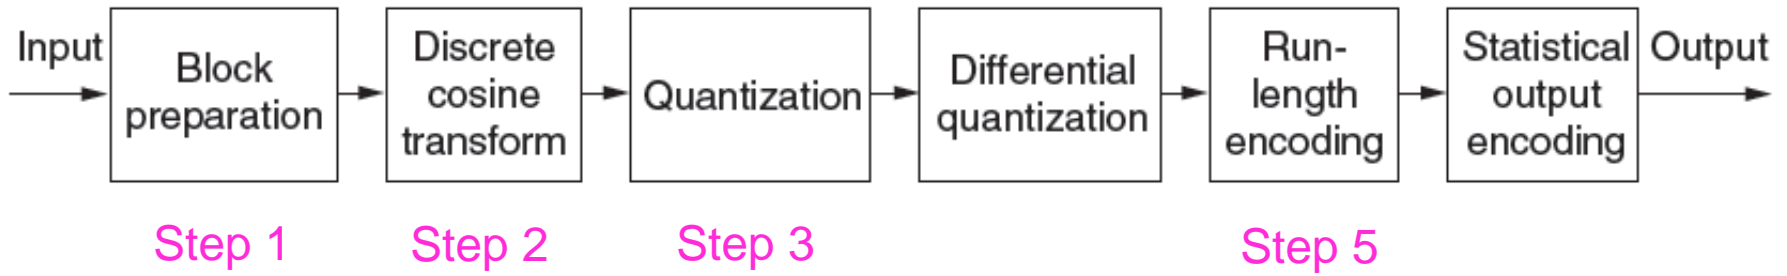 Input
Block
preparation
Discrete
cosine
transform
Quantization
Differential
quantization
Run-
length
encoding
Statistical
output
encoding
Output
Step 1
Step 2
Step 3
Step 5